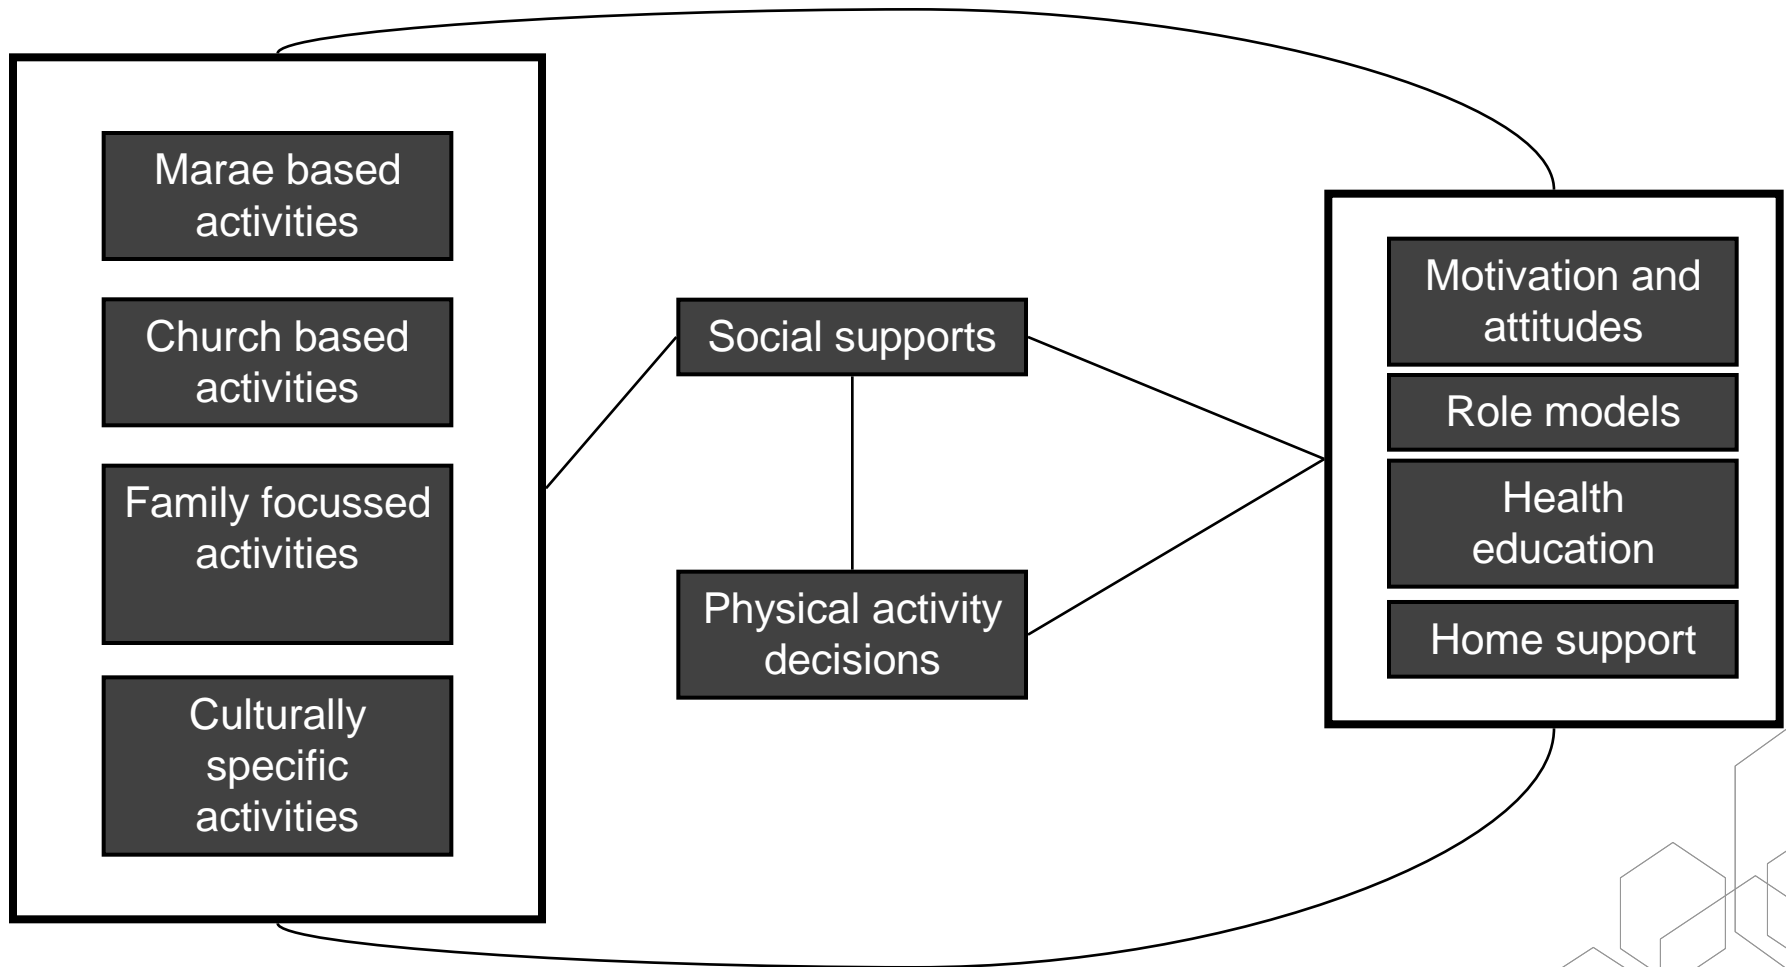 Marae based
activities
Church based
activities
Family focussed
activities
Culturally
specific
activities
Social supports
Physical activity
decisions
Motivation and
attitudes
Role models
Health
education
Home support